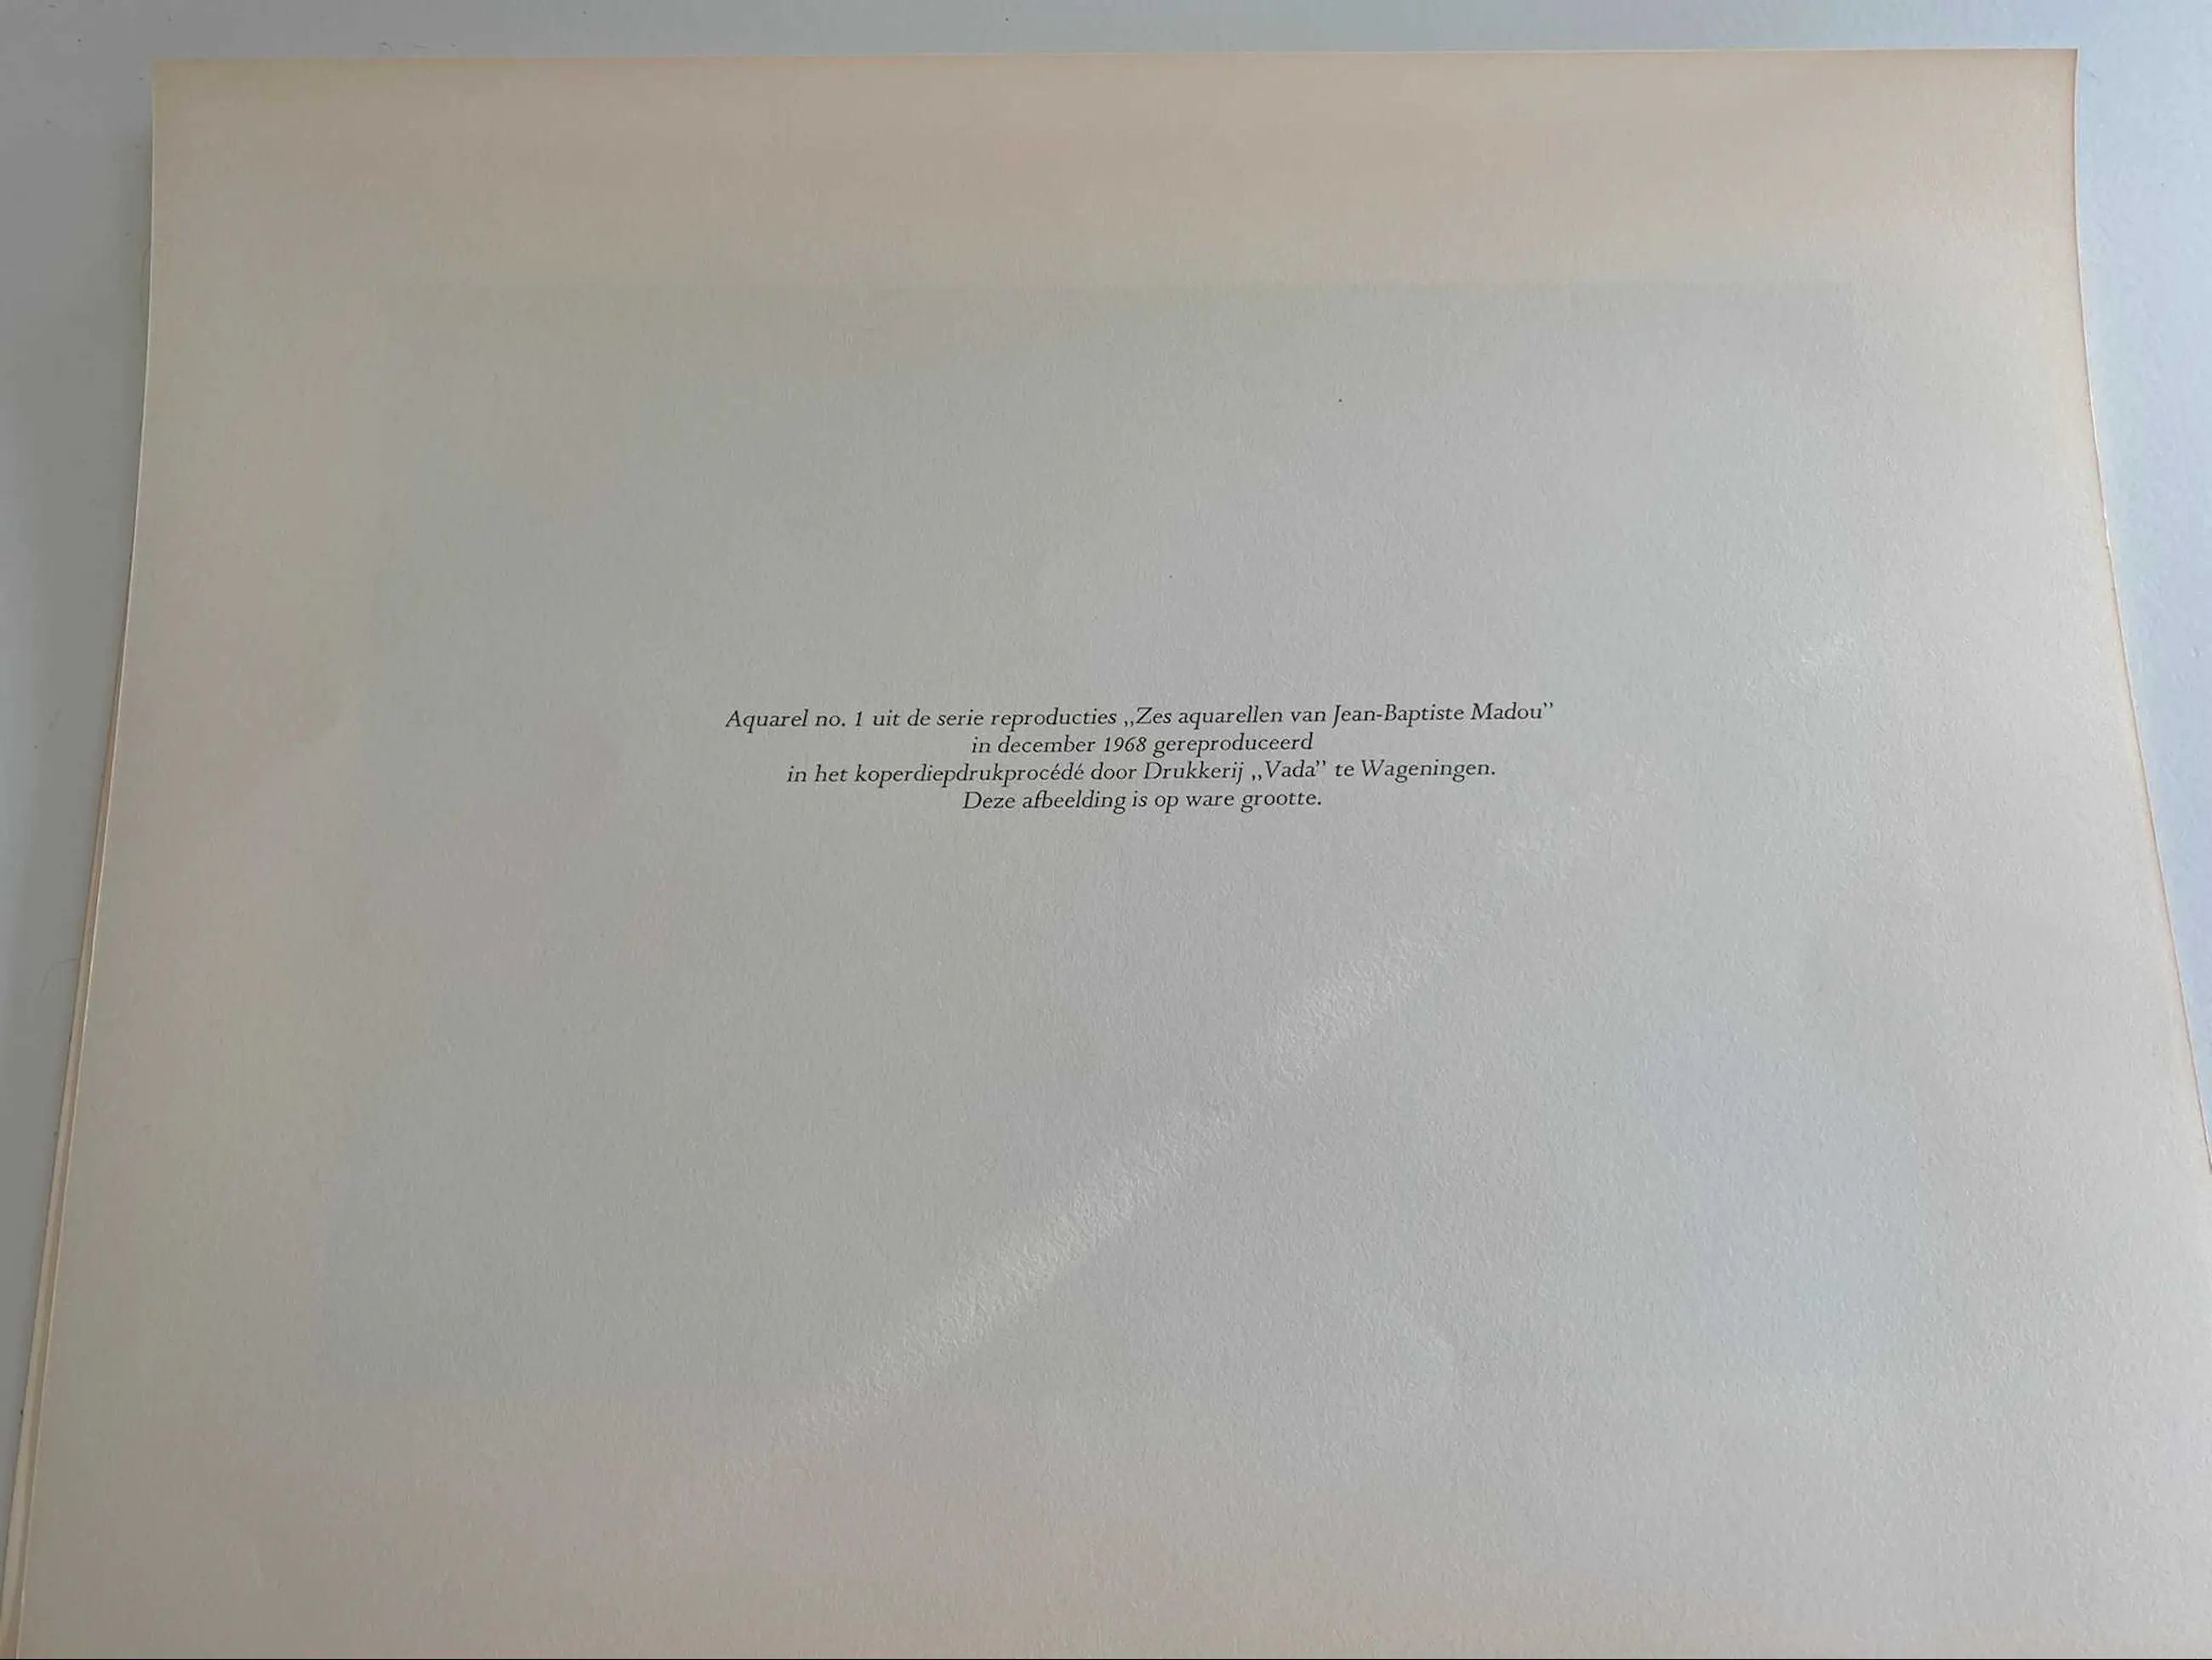 Aquarel no. 1 uit de serie reproducties ,,Zes aquarellen van Jean-Baptiste Madou”
in december 1968 gereproduceerd
in het koperdiepdrukprocédé door Drukkerij ,,Vada” te Wageningen.
Deze afbeelding is op ware grootte.